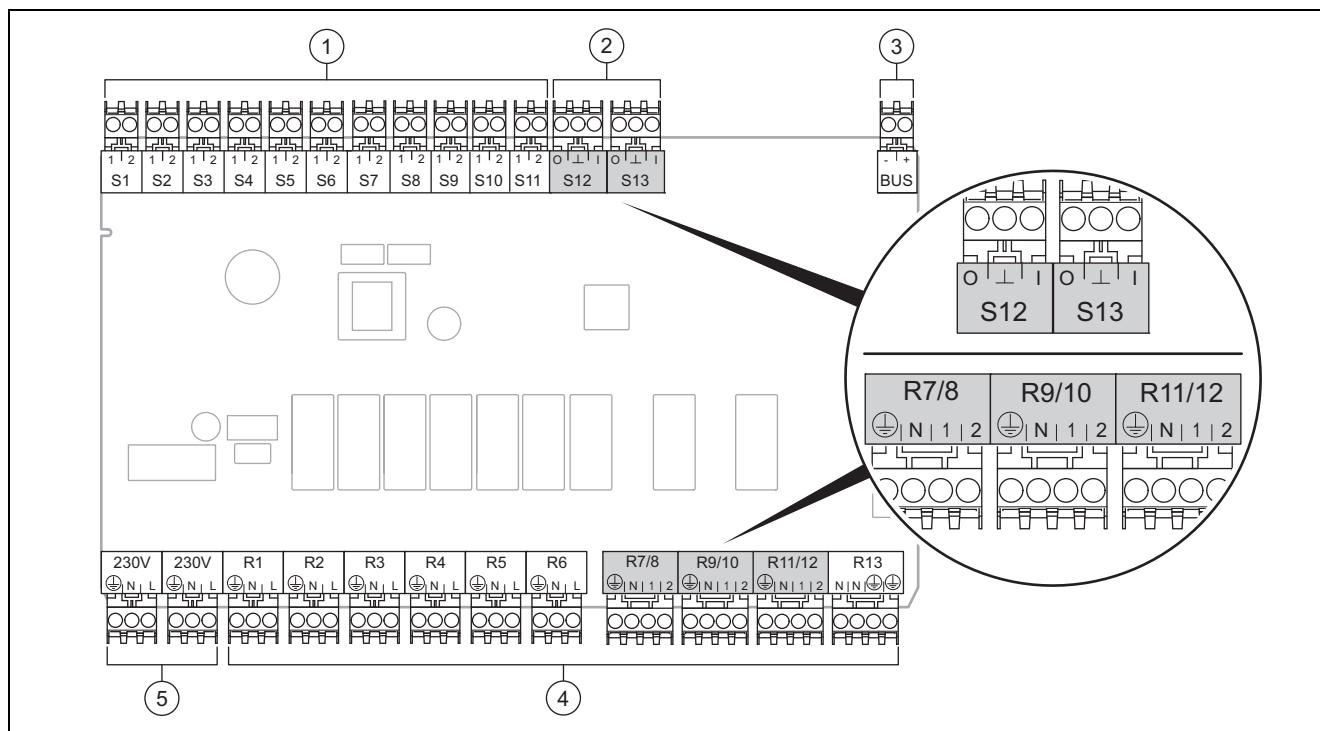 1 2 3
1 2 1 2 1 2 1 2 1 2 1 2 1 2 1 2 1 2 1 2 1 2 O ⊥ I O ⊥ I - +
S1 S2 S3 S4 S5 S6 S7 S8 S9 S10 S11 S12 S13 BUS
O ⊥ I O ⊥ I
S12 S13
R7/8 R9/10 R11/12
N 1 2 N 1 2 N 1 2
230V 230V R1 R2 R3 R4 R5 R6 R7/8 R9/10 R11/12 R13
N L N L N L N L N L N L N L N L N 1 2 N 1 2 N 1 2 N N
5 4